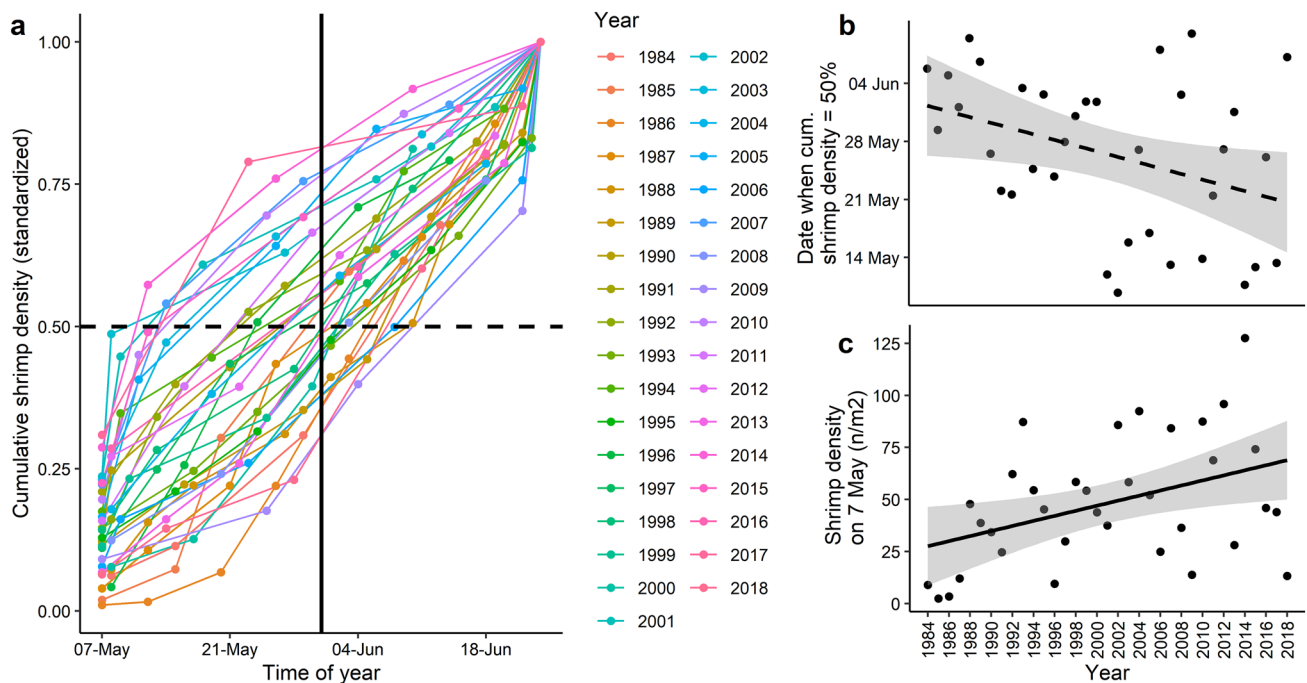 a
Cumulative shrimp density (standardized)
1.00
0.75
0.50
0.25
0.00
07-May 21-May 04-Jun 18-Jun
Time of year
Year
1984 2002
1985 2003
1986 2004
1987 2005
1988 2006
1989 2007
1990 2008
1991 2009
1992 2010
1993 2011
1994 2012
1995 2013
1996 2014
1997 2015
1998 2016
1999 2017
2000 2018
2001
b
Date when cum.
shrimp density = 50%
04 Jun
28 May
21 May
14 May
c
Shrimp density
on 7 May (n/m2)
125
100
75
50
25
0
1984 1986 1988 1990 1992 1994 1996 1998 2000 2002 2004 2006 2008 2010 2012 2014 2016 2018
Year